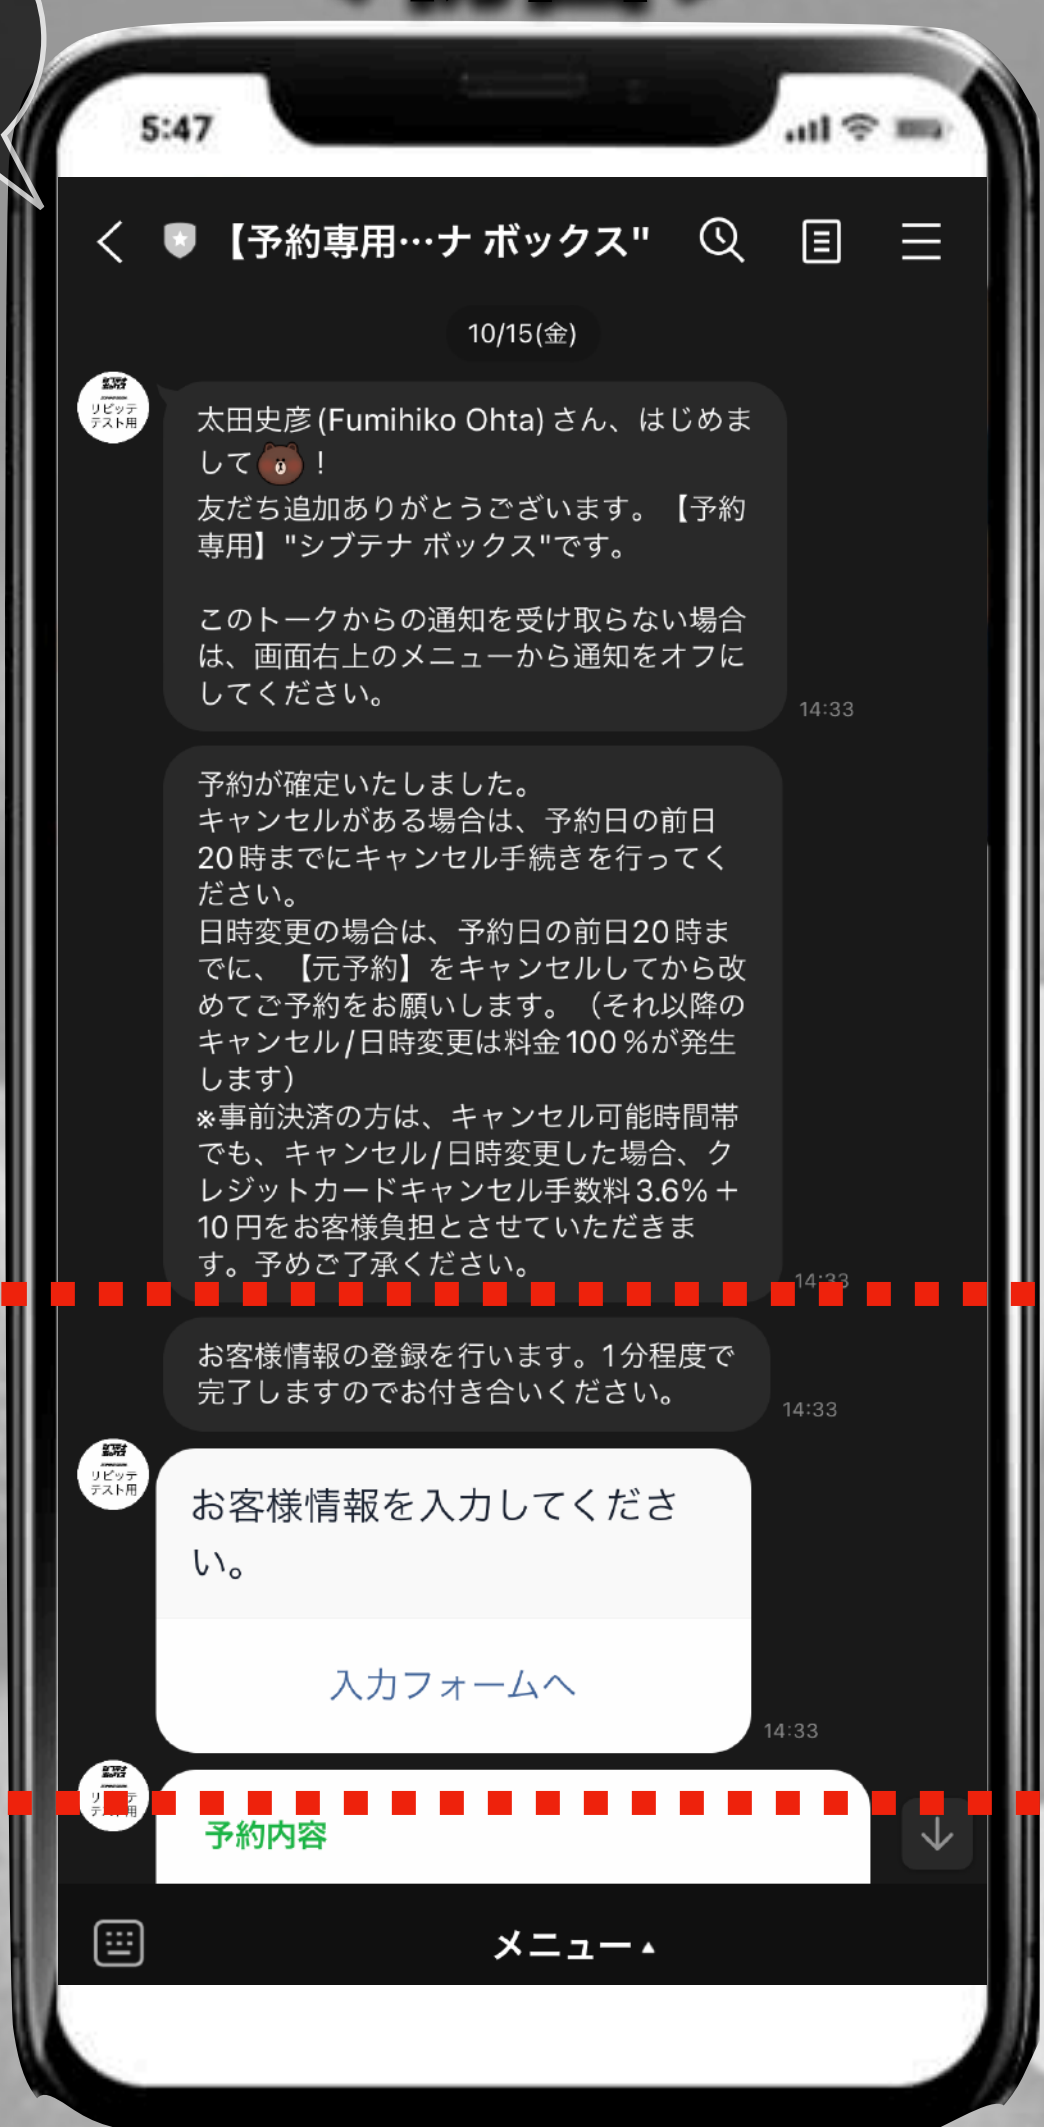 5:47
【予約専用…ナ ボックス"
10/15(金)
リピッテ
テスト用
太田史彦(Fumihiko Ohta)さん、はじめま
して！
友だち追加ありがとうございます。【予約
専用】"シブテナ ボックス"です。
このトークからの通知を受け取らない場合
は、画面右上のメニューから通知をオフに
してください。
14:33
予約が確定いたしました。
キャンセルがある場合は、予約日の前日
20時までにキャンセル手続きを行ってく
ださい。
日時変更の場合は、予約日の前日20時ま
でに、【元予約】をキャンセルしてから改
めてご予約をお願いします。（それ以降の
キャンセル/日時変更は料金100%が発生
します）
※事前決済の方は、キャンセル可能時間帯
でも、キャンセル/日時変更した場合、ク
レジットカードキャンセル手数料3.6%＋
10円をお客様負担とさせていただきま
す。予めご了承ください。
14:33
お客様情報の登録を行います。1分程度で
完了しますのでお付き合いください。
14:33
リピッテ
テスト用
お客様情報を入力してくださ
い。
入力フォームへ
14:33
予約内容
メニュー▲